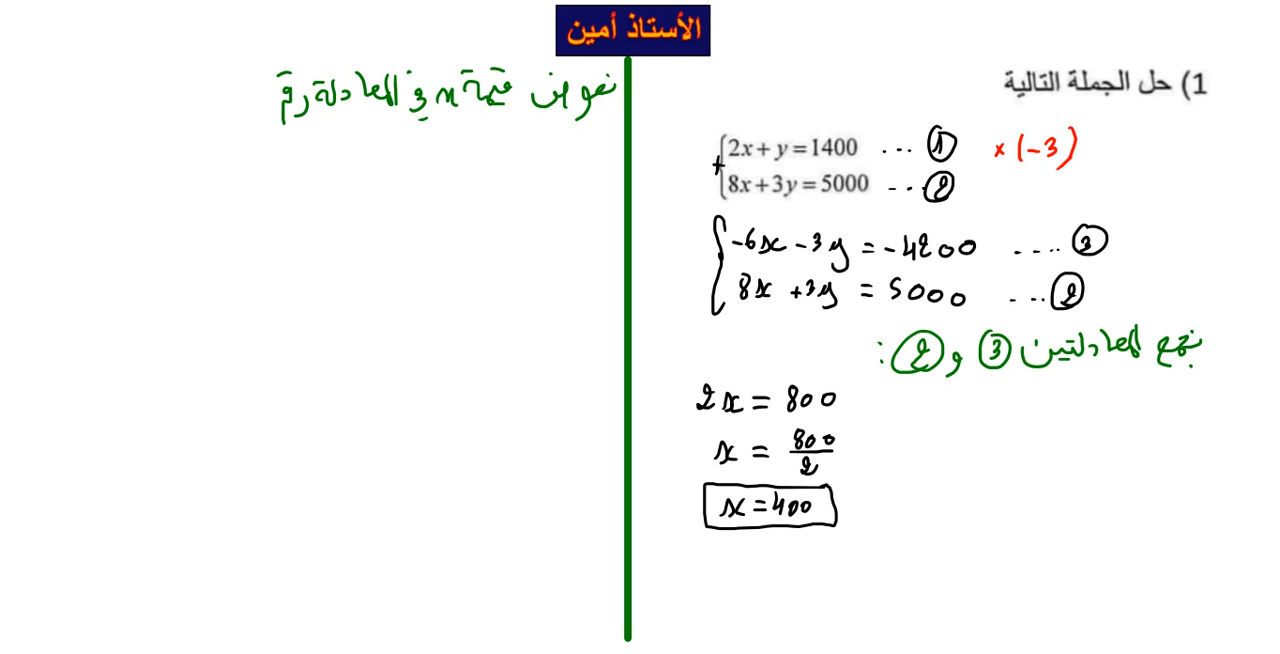 الأستاذ أمين
1) حل الجملة التالية
2x + y = 1400 ... ① × (-3)
+ 8x + 3y = 5000 ... ②
-6x - 3y = -4200 .... ③
8x + 3y = 5000 ... ②
نجمع المعادلتين ③ و ② :
2x = 800
x = 800/2
x = 400
نعوض قيمة x في المعادلة رقم